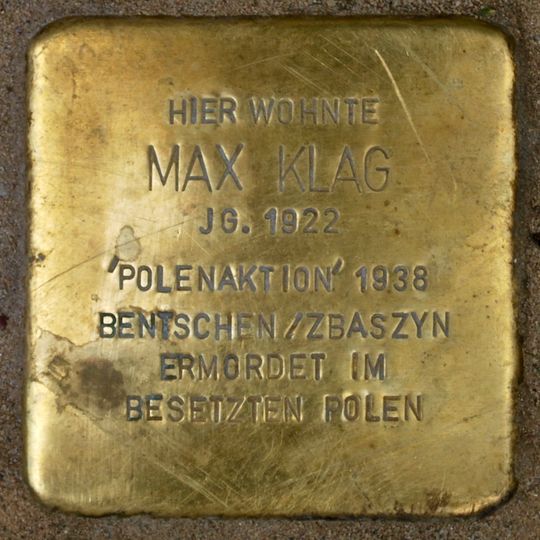 HIER WOHNTE
MAX KLAG
JG. 1922
'POLENAKTION' 1938
BENTSCHEN/ZBASZYN
ERMORDET IM
BESETZTEN POLEN